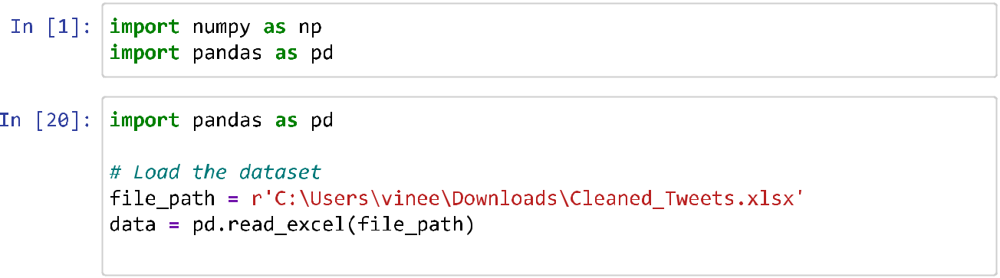 In [1]: import numpy as np
import pandas as pd
In [20]: import pandas as pd
# Load the dataset
file_path = r'C:\Users\vinee\Downloads\Cleaned_Tweets.xlsx'
data = pd.read_excel(file_path)